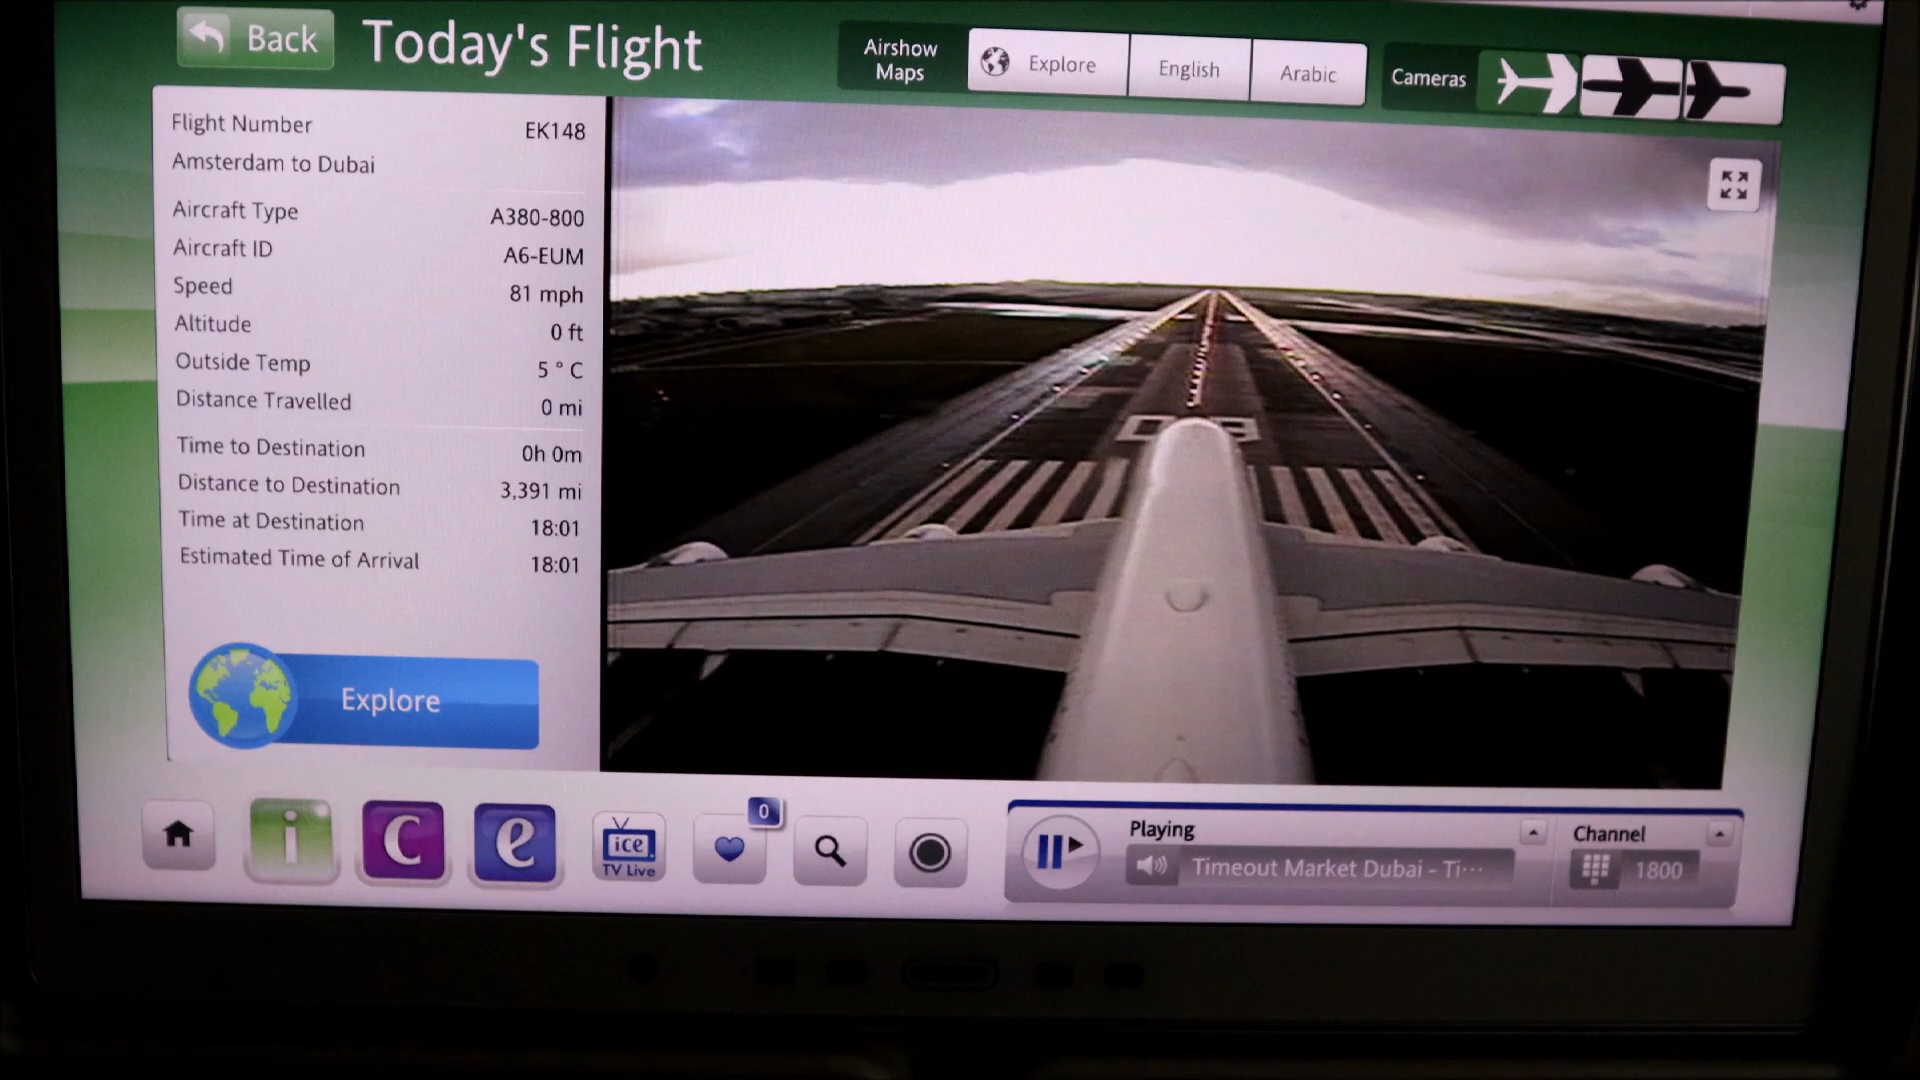 Back
Today's Flight
Airshow
Maps
Explore
English
Arabic
Cameras
Flight Number EK148
Amsterdam to Dubai
Aircraft Type A380-800
Aircraft ID A6-EUM
Speed 81 mph
Altitude 0 ft
Outside Temp 5 ° C
Distance Travelled 0 mi
Time to Destination 0h 0m
Distance to Destination 3,391 mi
Time at Destination 18:01
Estimated Time of Arrival 18:01
Explore
i
c
e
ice
TV Live
0
Playing
Timeout Market Dubai - Ti···
Channel
1800